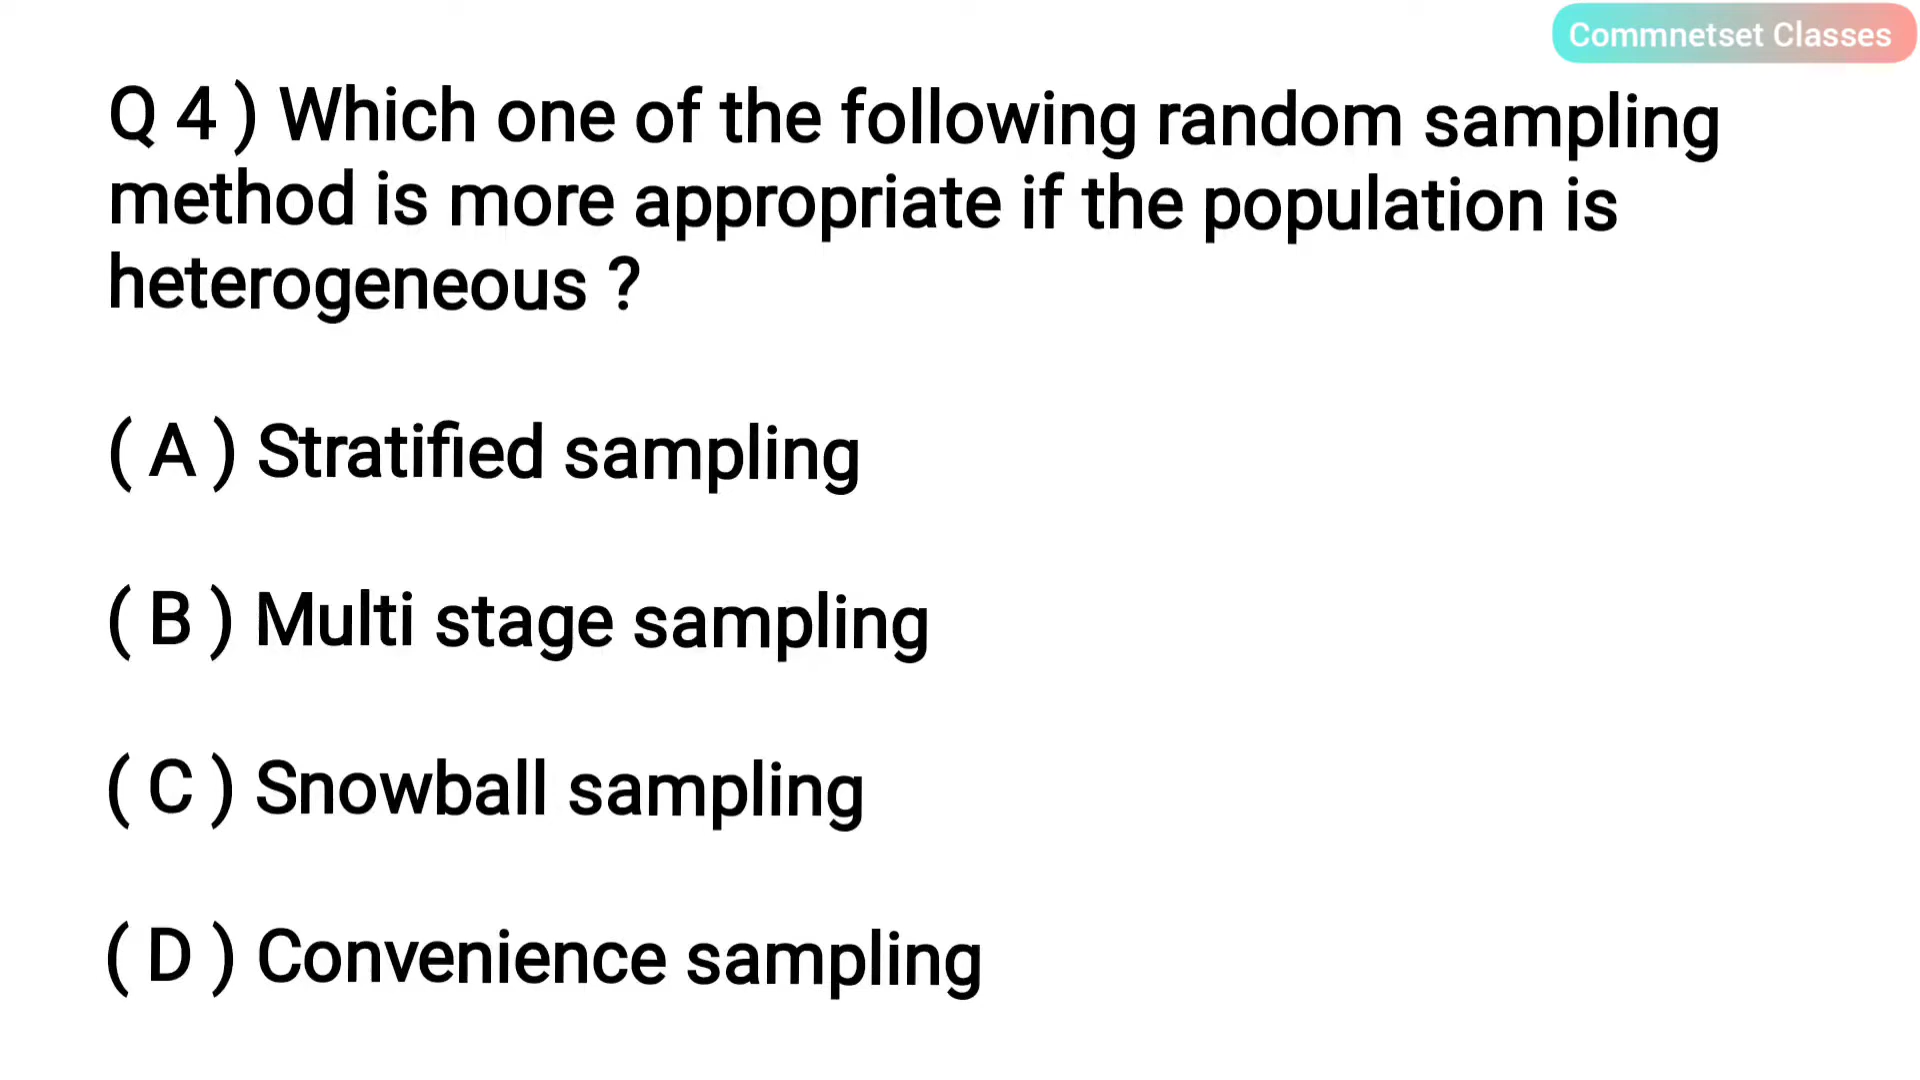 Commnetset Classes
Q 4 ) Which one of the following random sampling
method is more appropriate if the population is
heterogeneous ?
( A ) Stratified sampling
( B ) Multi stage sampling
( C ) Snowball sampling
( D ) Convenience sampling